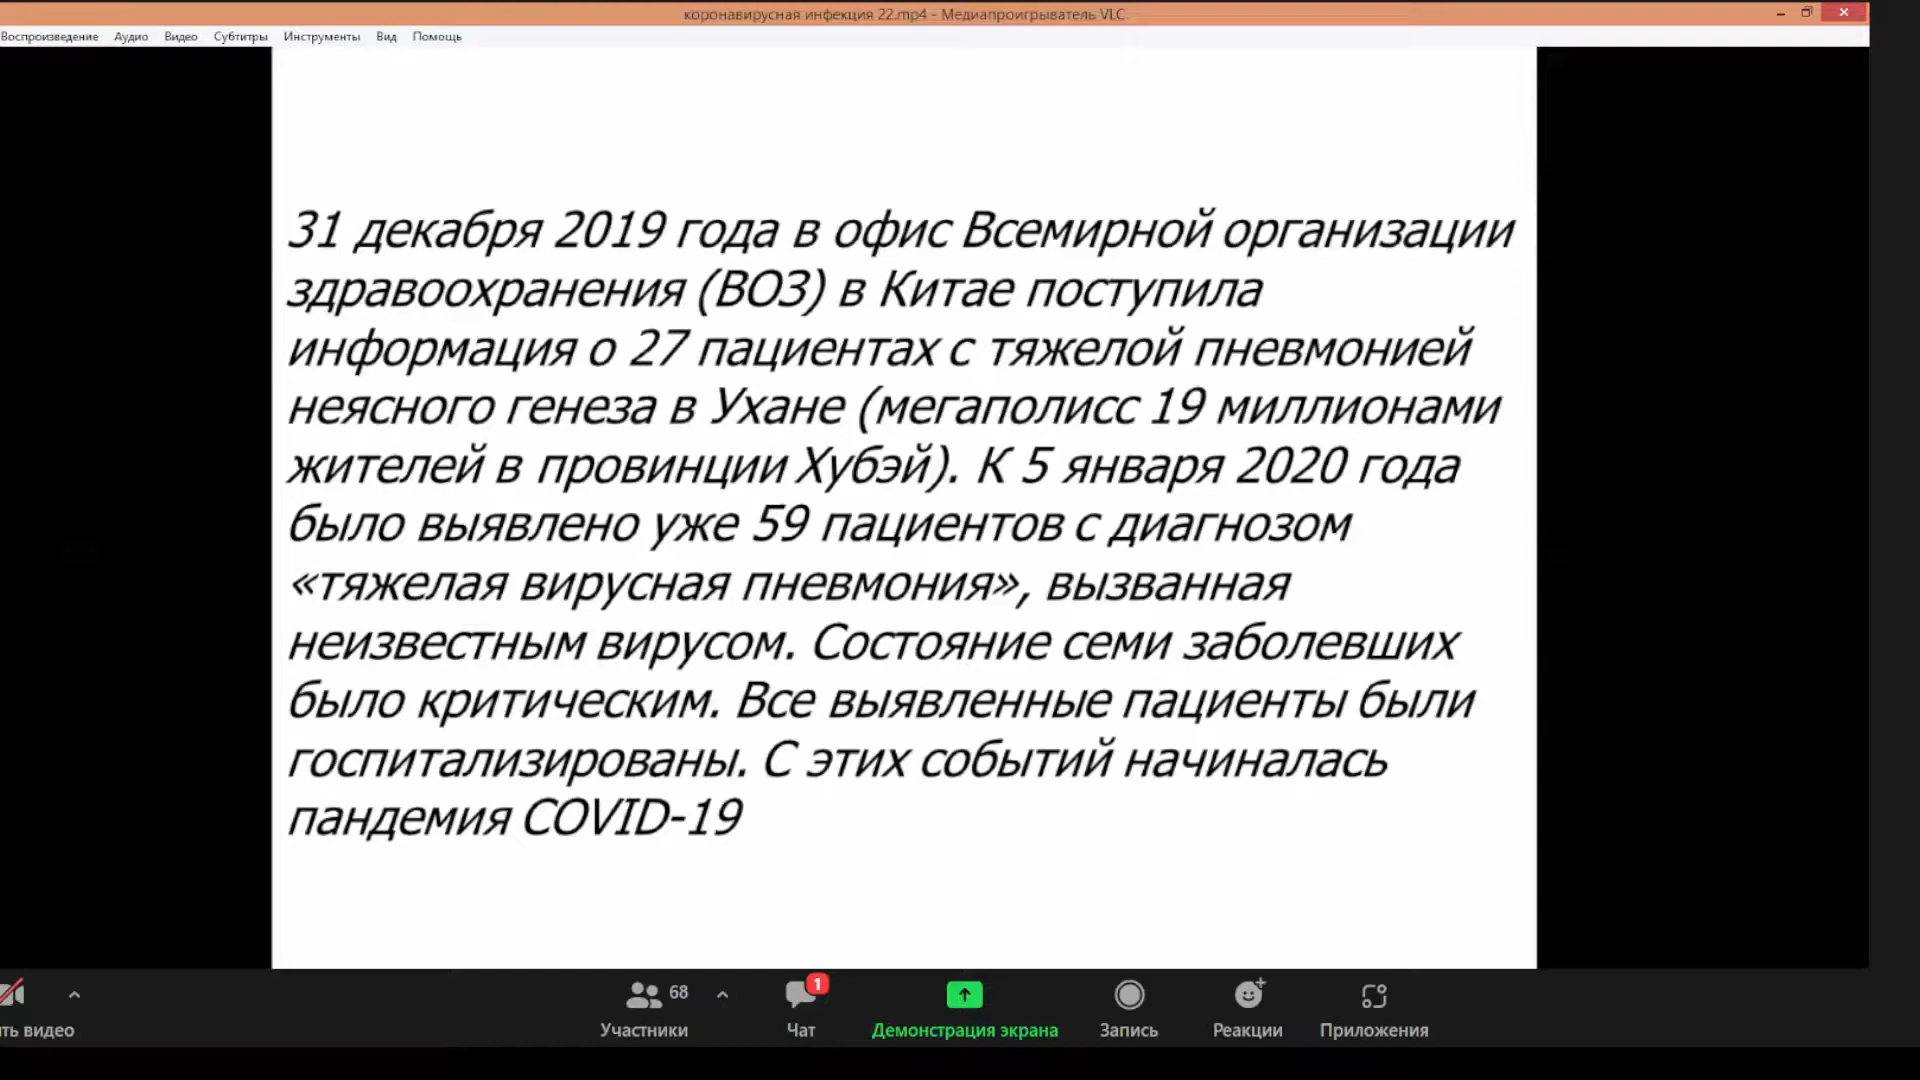 коронавирусная инфекция 22.mp4 - Медиапроигрыватель VLC
Воспроизведение Аудио Видео Субтитры Инструменты Вид Помощь
31 декабря 2019 года в офис Всемирной организации
здравоохранения (ВОЗ) в Китае поступила
информация о 27 пациентах с тяжелой пневмонией
неясного генеза в Ухане (мегаполисс 19 миллионами
жителей в провинции Хубэй). К 5 января 2020 года
было выявлено уже 59 пациентов с диагнозом
«тяжелая вирусная пневмония», вызванная
неизвестным вирусом. Состояние семи заболевших
было критическим. Все выявленные пациенты были
госпитализированы. С этих событий начиналась
пандемия COVID-19
68 1
ть видео Участники Чат Демонстрация экрана Запись Реакции Приложения